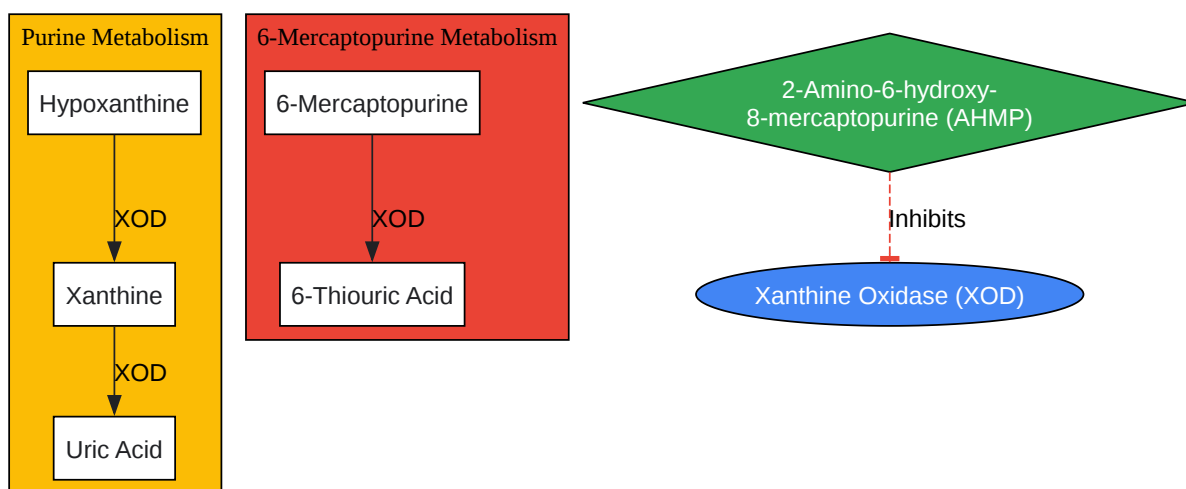 Purine Metabolism
Hypoxanthine
XOD
Xanthine
XOD
Uric Acid
6-Mercaptopurine Metabolism
6-Mercaptopurine
XOD
6-Thiouric Acid
2-Amino-6-hydroxy-
8-mercaptopurine (AHMP)
Inhibits
Xanthine Oxidase (XOD)